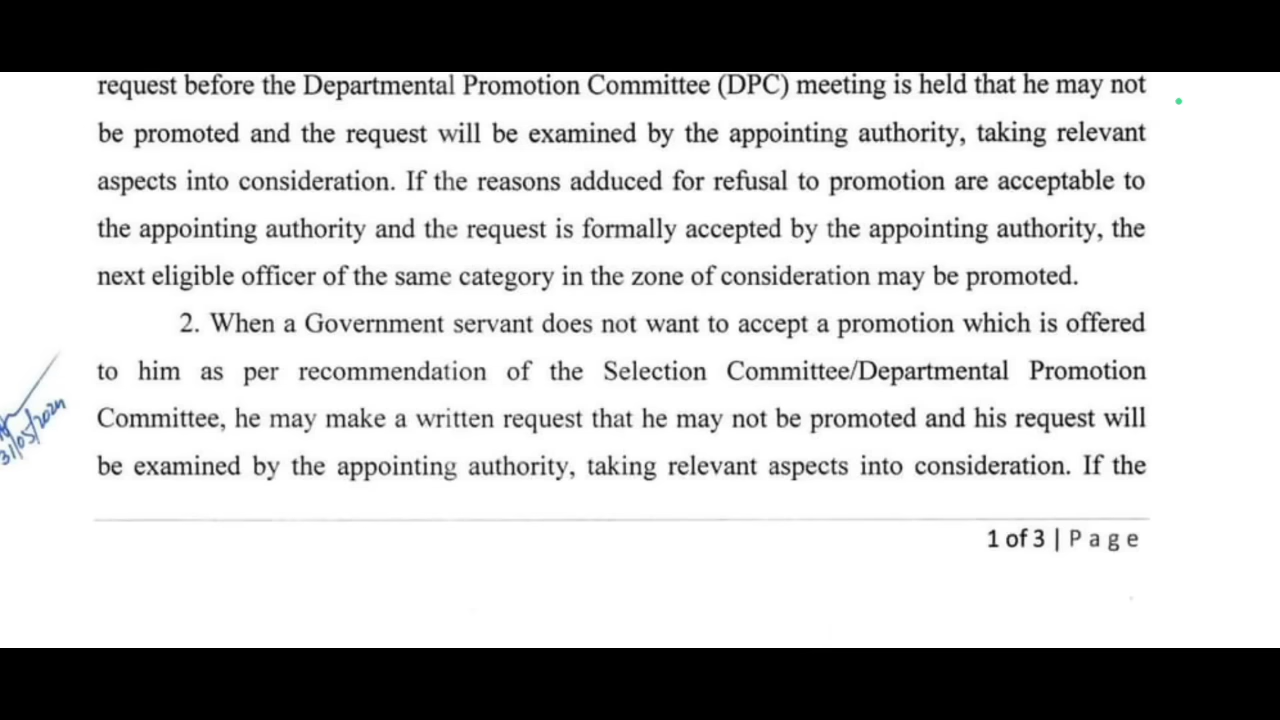 request before the Departmental Promotion Committee (DPC) meeting is held that he may not
be promoted and the request will be examined by the appointing authority, taking relevant
aspects into consideration. If the reasons adduced for refusal to promotion are acceptable to
the appointing authority and the request is formally accepted by the appointing authority, the
next eligible officer of the same category in the zone of consideration may be promoted.
2. When a Government servant does not want to accept a promotion which is offered
to him as per recommendation of the Selection Committee/Departmental Promotion
Committee, he may make a written request that he may not be promoted and his request will
31/05/2024
be examined by the appointing authority, taking relevant aspects into consideration. If the
1 of 3 | Page